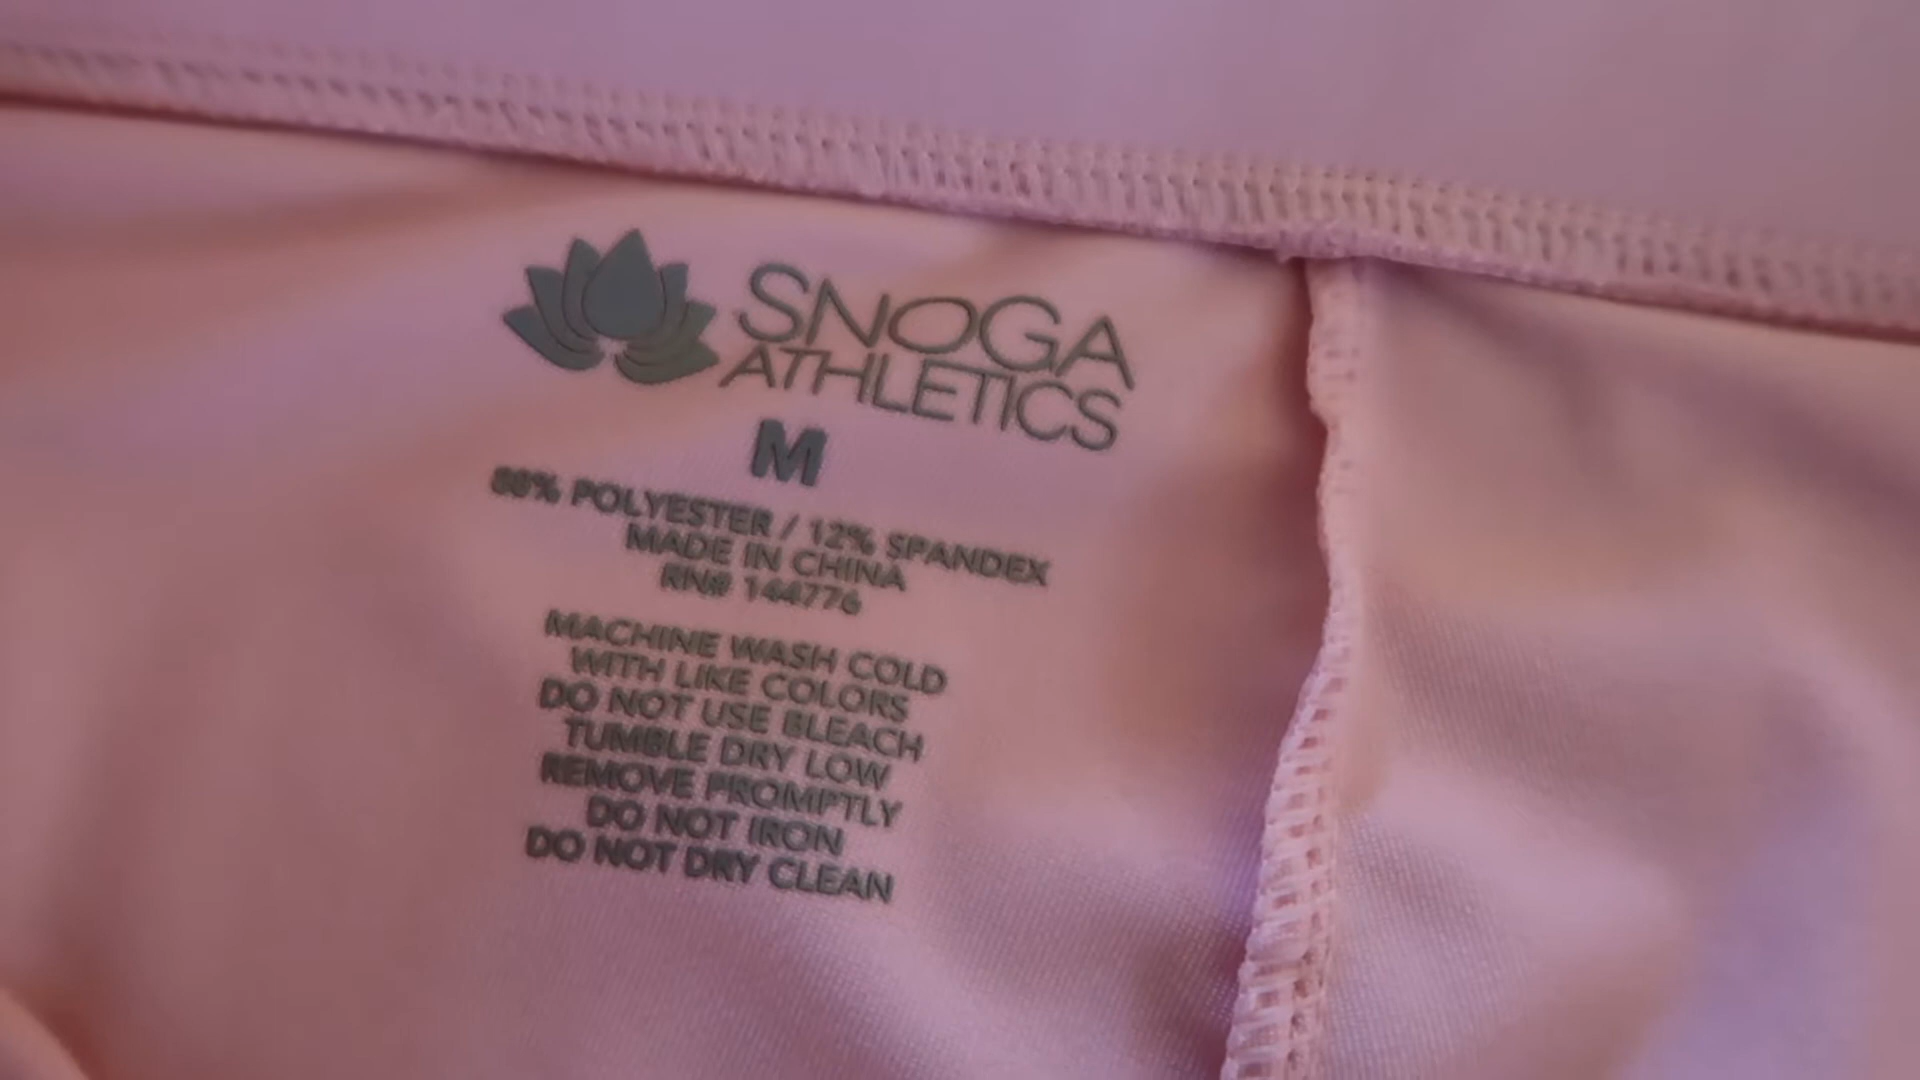 SNOGA
ATHLETICS
M
88% POLYESTER / 12% SPANDEX
MADE IN CHINA
RN# 144776
MACHINE WASH COLD
WITH LIKE COLORS
DO NOT USE BLEACH
TUMBLE DRY LOW
REMOVE PROMPTLY
DO NOT IRON
DO NOT DRY CLEAN